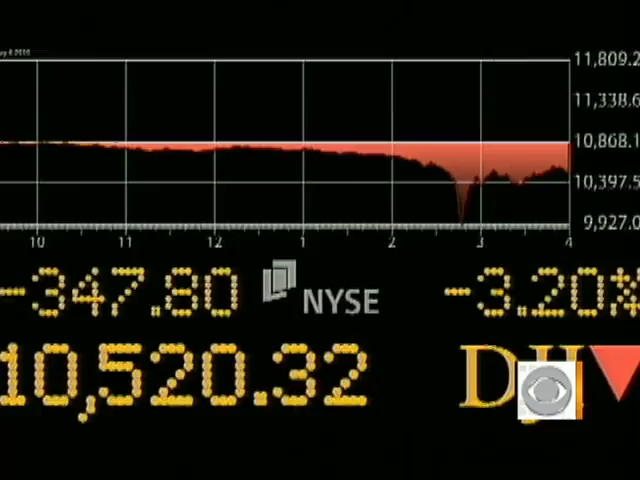 11,809.2
11,338.6
10,868.1
10,397.5
9,927.0
10 11 12 1 2 3 4
-347.80 NYSE -3.20%
10,520.32 DJI